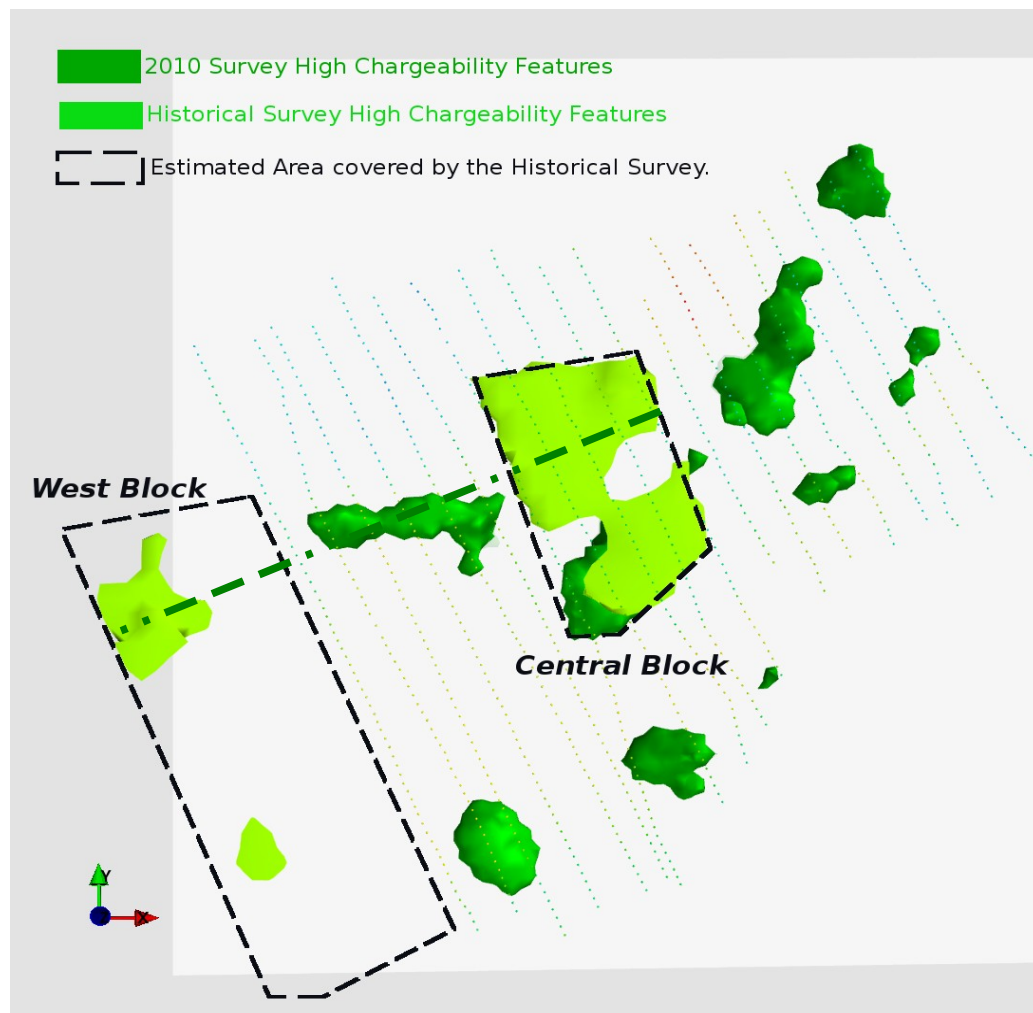 2010 Survey High Chargeability Features
Historical Survey High Chargeability Features
Estimated Area covered by the Historical Survey.
West Block
Central Block
Y
X